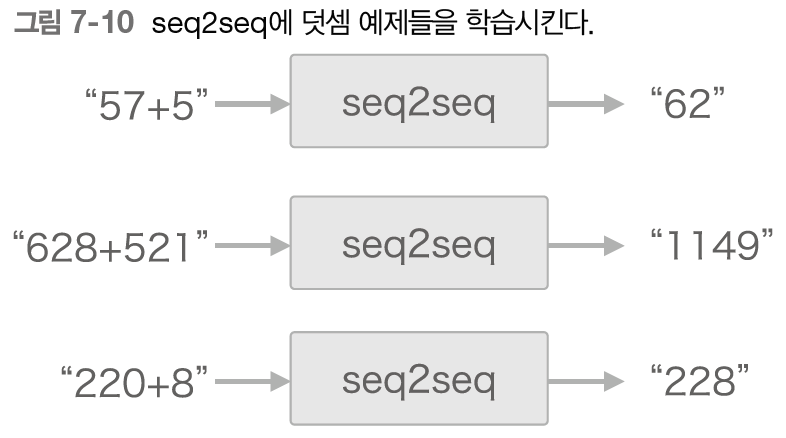 그림 7-10 seq2seq에 덧셈 예제들을 학습시킨다.
“57+5” seq2seq “62”
“628+521” seq2seq “1149”
“220+8” seq2seq “228”